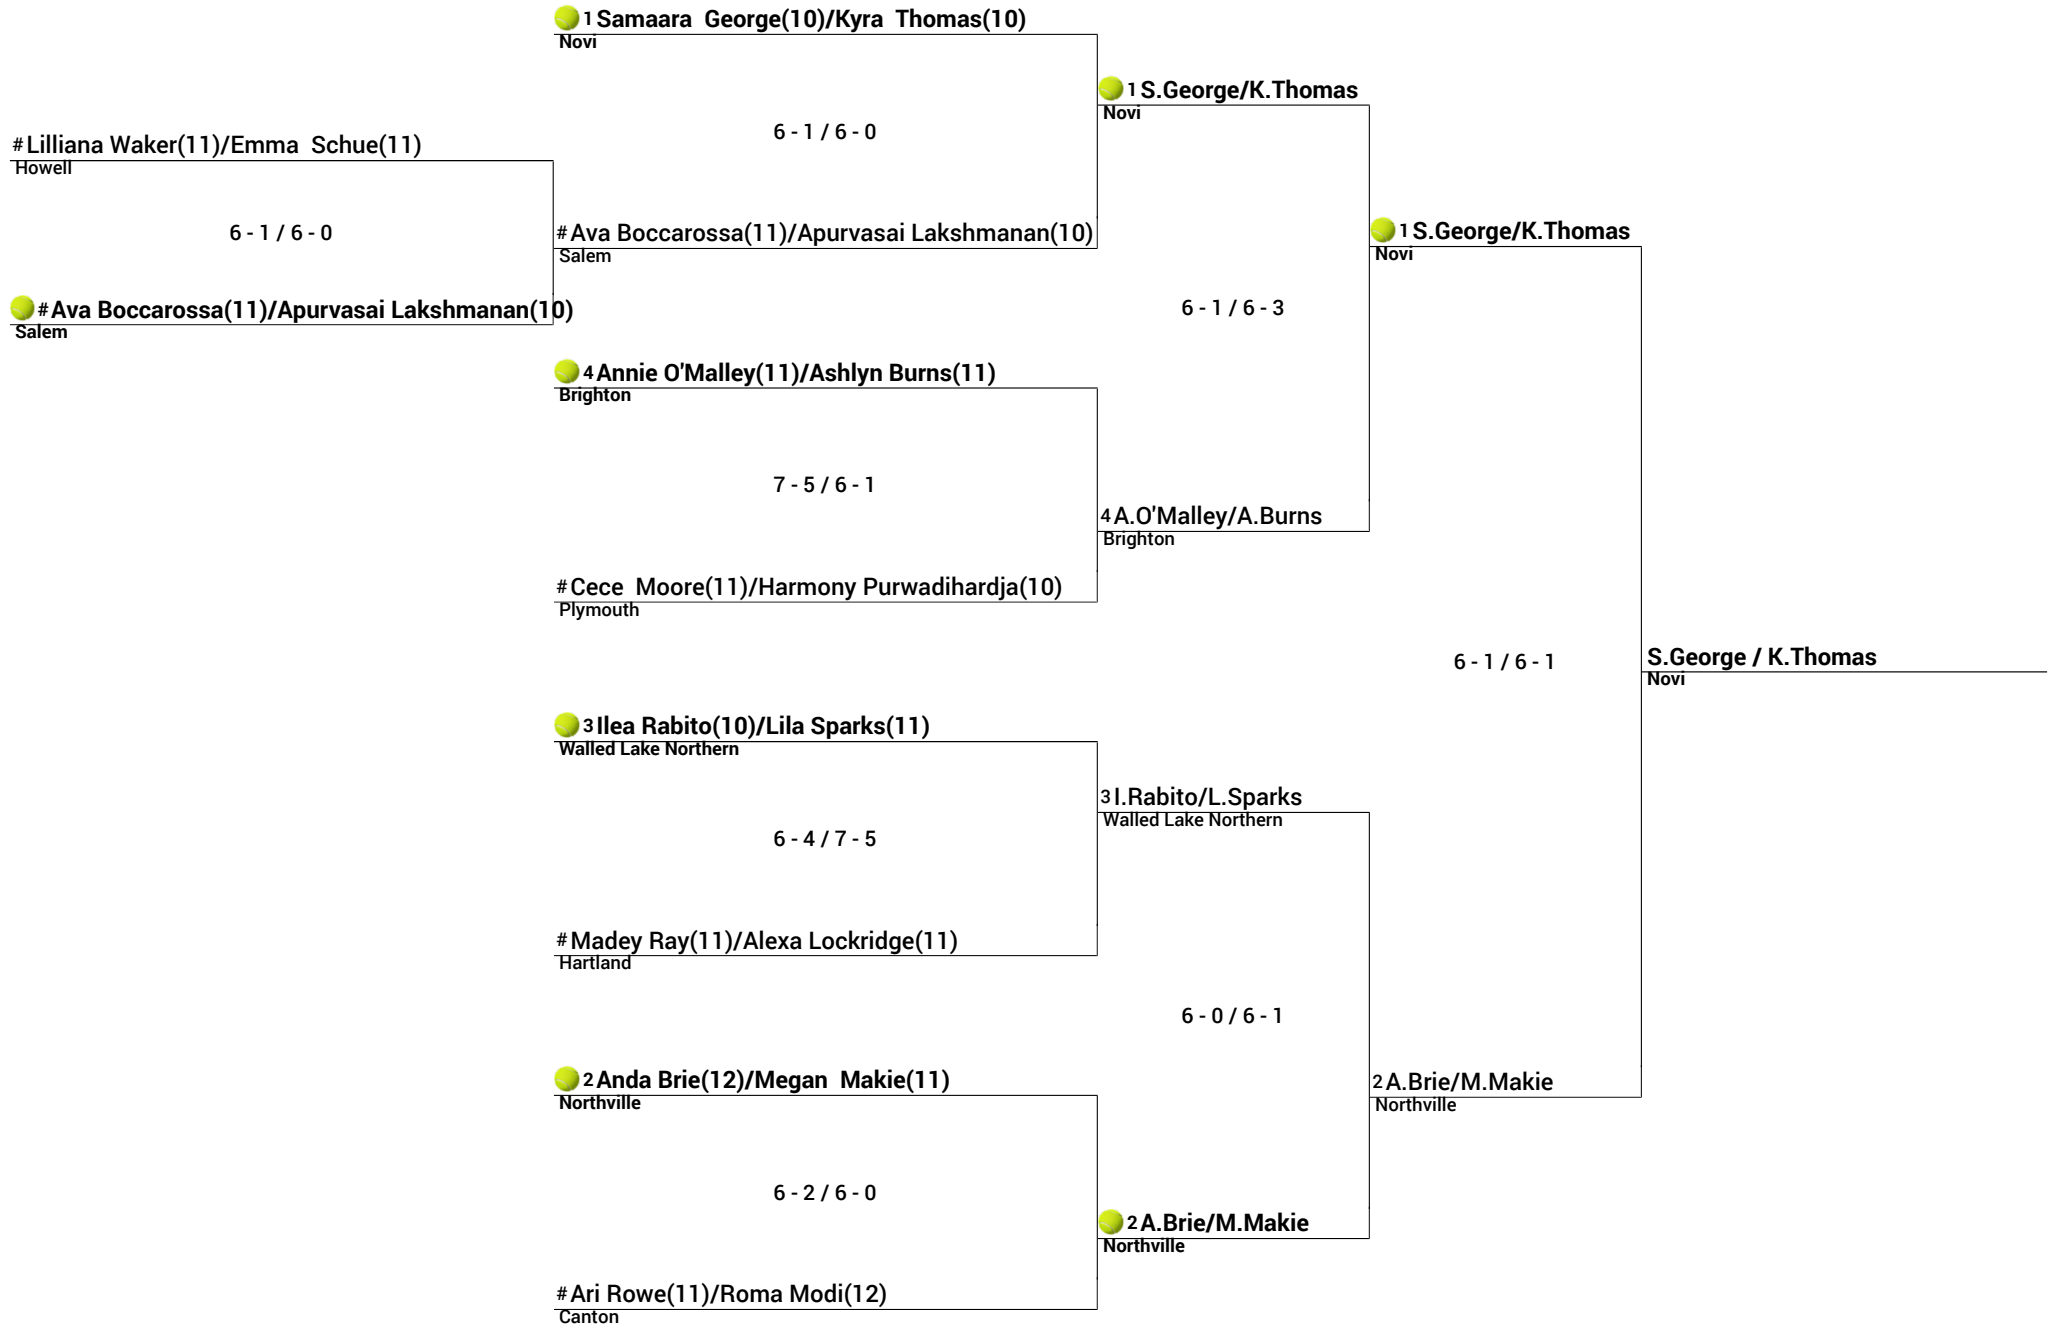 1 Samaara George(10)/Kyra Thomas(10)
Novi
1 S.George/K.Thomas
Novi
6 - 1 / 6 - 0
# Lilliana Waker(11)/Emma Schue(11)
Howell
6 - 1 / 6 - 0
# Ava Boccarossa(11)/Apurvasai Lakshmanan(10)
Salem
1 S.George/K.Thomas
Novi
# Ava Boccarossa(11)/Apurvasai Lakshmanan(10)
Salem
6 - 1 / 6 - 3
4 Annie O'Malley(11)/Ashlyn Burns(11)
Brighton
7 - 5 / 6 - 1
4 A.O'Malley/A.Burns
Brighton
# Cece Moore(11)/Harmony Purwadihardja(10)
Plymouth
6 - 1 / 6 - 1
S.George / K.Thomas
Novi
3 Ilea Rabito(10)/Lila Sparks(11)
Walled Lake Northern
3 I.Rabito/L.Sparks
Walled Lake Northern
6 - 4 / 7 - 5
# Madey Ray(11)/Alexa Lockridge(11)
Hartland
6 - 0 / 6 - 1
2 Anda Brie(12)/Megan Makie(11)
Northville
2 A.Brie/M.Makie
Northville
6 - 2 / 6 - 0
2 A.Brie/M.Makie
Northville
# Ari Rowe(11)/Roma Modi(12)
Canton